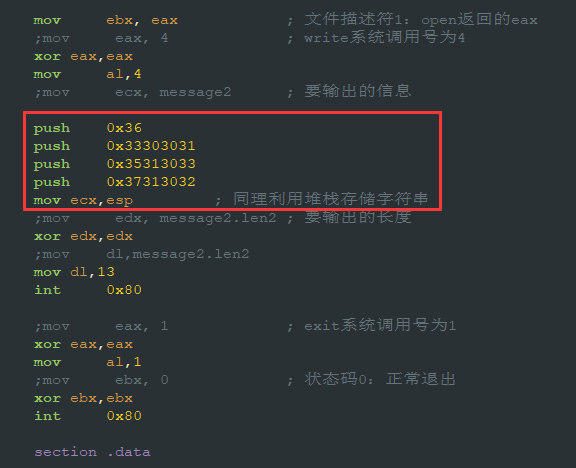 mov ebx, eax ; 文件描述符1：open返回的eax
;mov eax, 4 ; write系统调用号为4
xor eax,eax
mov al,4
;mov ecx, message2 ; 要输出的信息
push 0x36
push 0x33303031
push 0x35313033
push 0x37313032
mov ecx,esp ; 同理利用堆栈存储字符串
;mov edx, message2.len2 ; 要输出的长度
xor edx,edx
;mov dl,message2.len2
mov dl,13
int 0x80
;mov eax, 1 ; exit系统调用号为1
xor eax,eax
mov al,1
;mov ebx, 0 ; 状态码0：正常退出
xor ebx,ebx
int 0x80
section .data